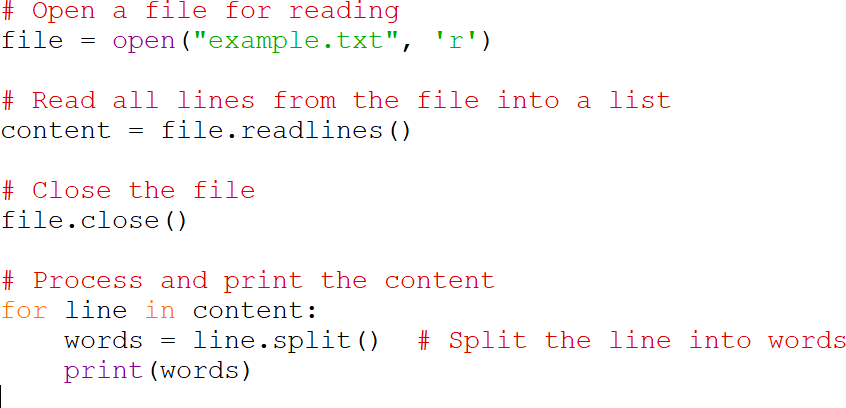 # Open a file for reading
file = open("example.txt", 'r')
# Read all lines from the file into a list
content = file.readlines()
# Close the file
file.close()
# Process and print the content
for line in content:
    words = line.split()  # Split the line into words
    print(words)